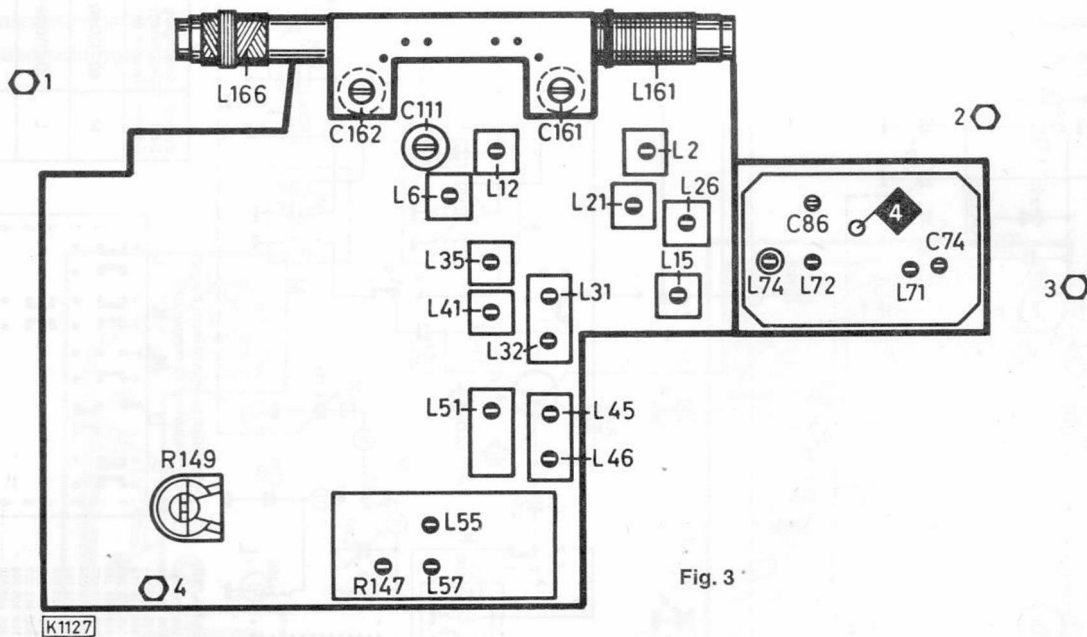 1
L166
L161
C162
C161
C111
L12
L2
2
L6
L21
L26
C86
4
C74
L35
L15
L74
L72
L71
3
L41
L31
L32
L51
L45
L46
R149
L55
R147
L57
4
Fig. 3
K1127